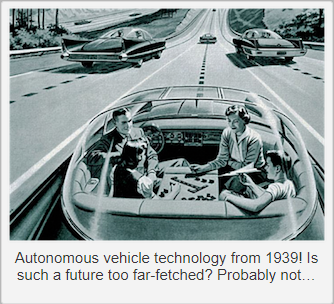 Autonomous vehicle technology from 1939! Is
such a future too far-fetched? Probably not…